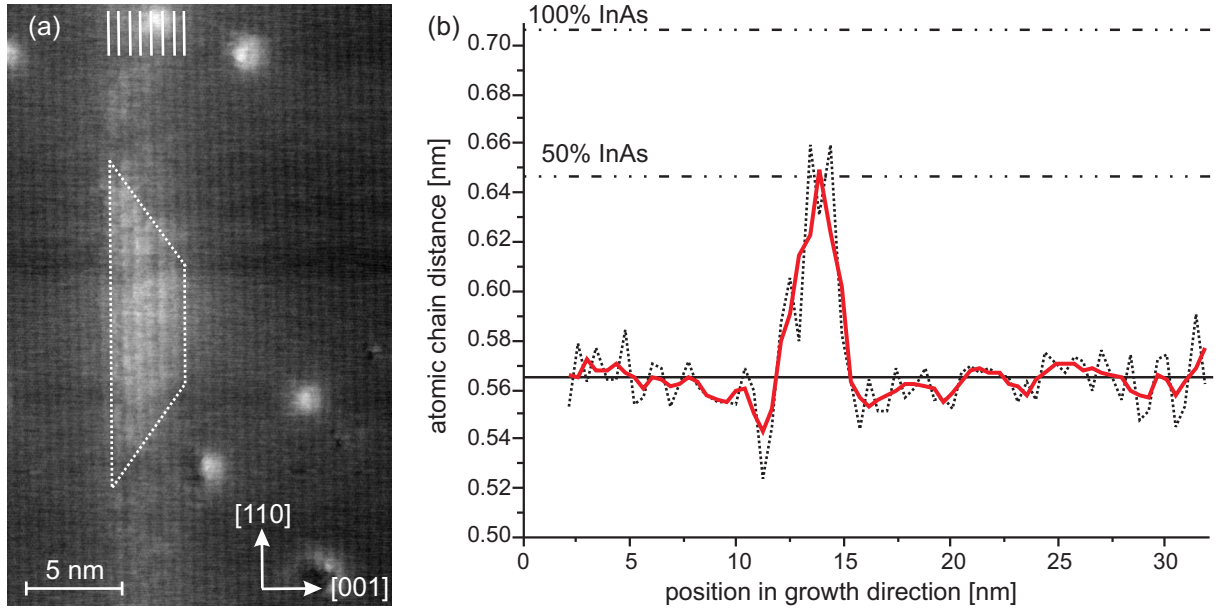 (a)
5 nm
[110]
[001]
(b)
100% InAs
50% InAs
atomic chain distance [nm]
0.70
0.68
0.66
0.64
0.62
0.60
0.58
0.56
0.54
0.52
0.50
0
5
10
15
20
25
30
position in growth direction [nm]